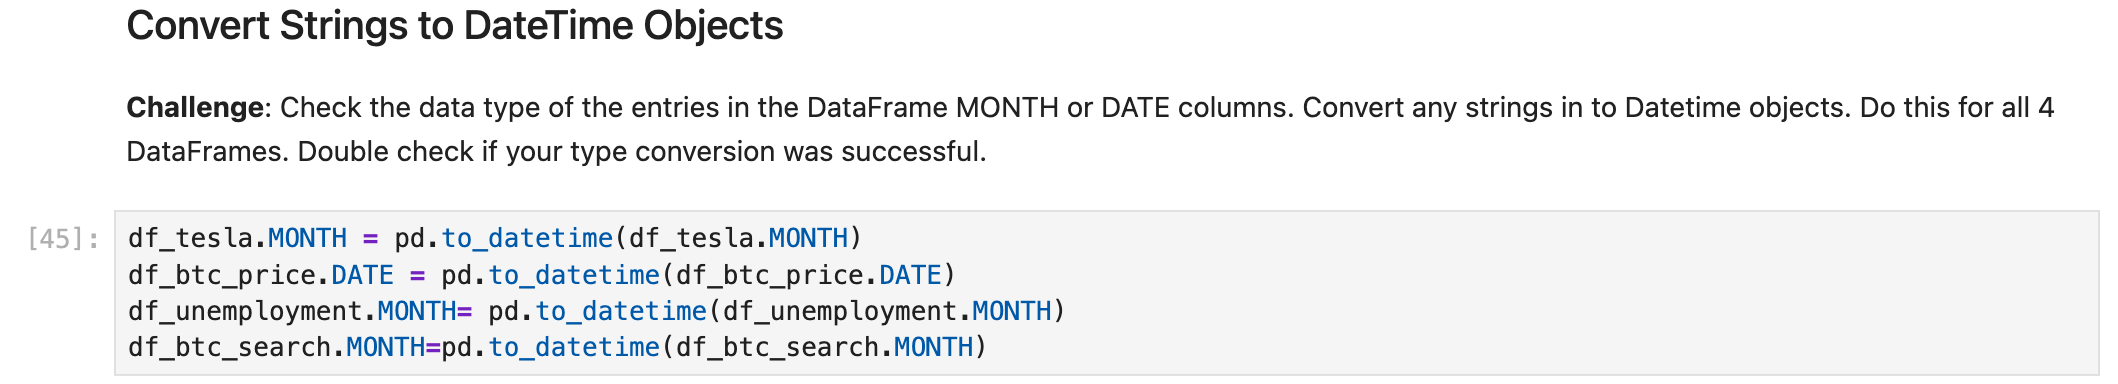 Convert Strings to DateTime Objects
Challenge: Check the data type of the entries in the DataFrame MONTH or DATE columns. Convert any strings in to Datetime objects. Do this for all 4
DataFrames. Double check if your type conversion was successful.
[45]: df_tesla.MONTH = pd.to_datetime(df_tesla.MONTH)
df_btc_price.DATE = pd.to_datetime(df_btc_price.DATE)
df_unemployment.MONTH= pd.to_datetime(df_unemployment.MONTH)
df_btc_search.MONTH=pd.to_datetime(df_btc_search.MONTH)